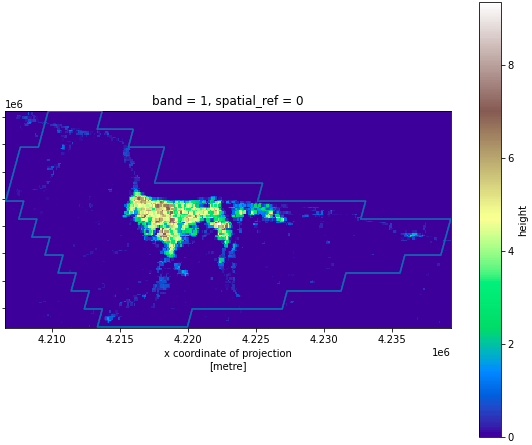 band = 1, spatial_ref = 0
1e6
8
6
4
2
0
height
4.210 4.215 4.220 4.225 4.230 4.235
1e6
x coordinate of projection
[metre]